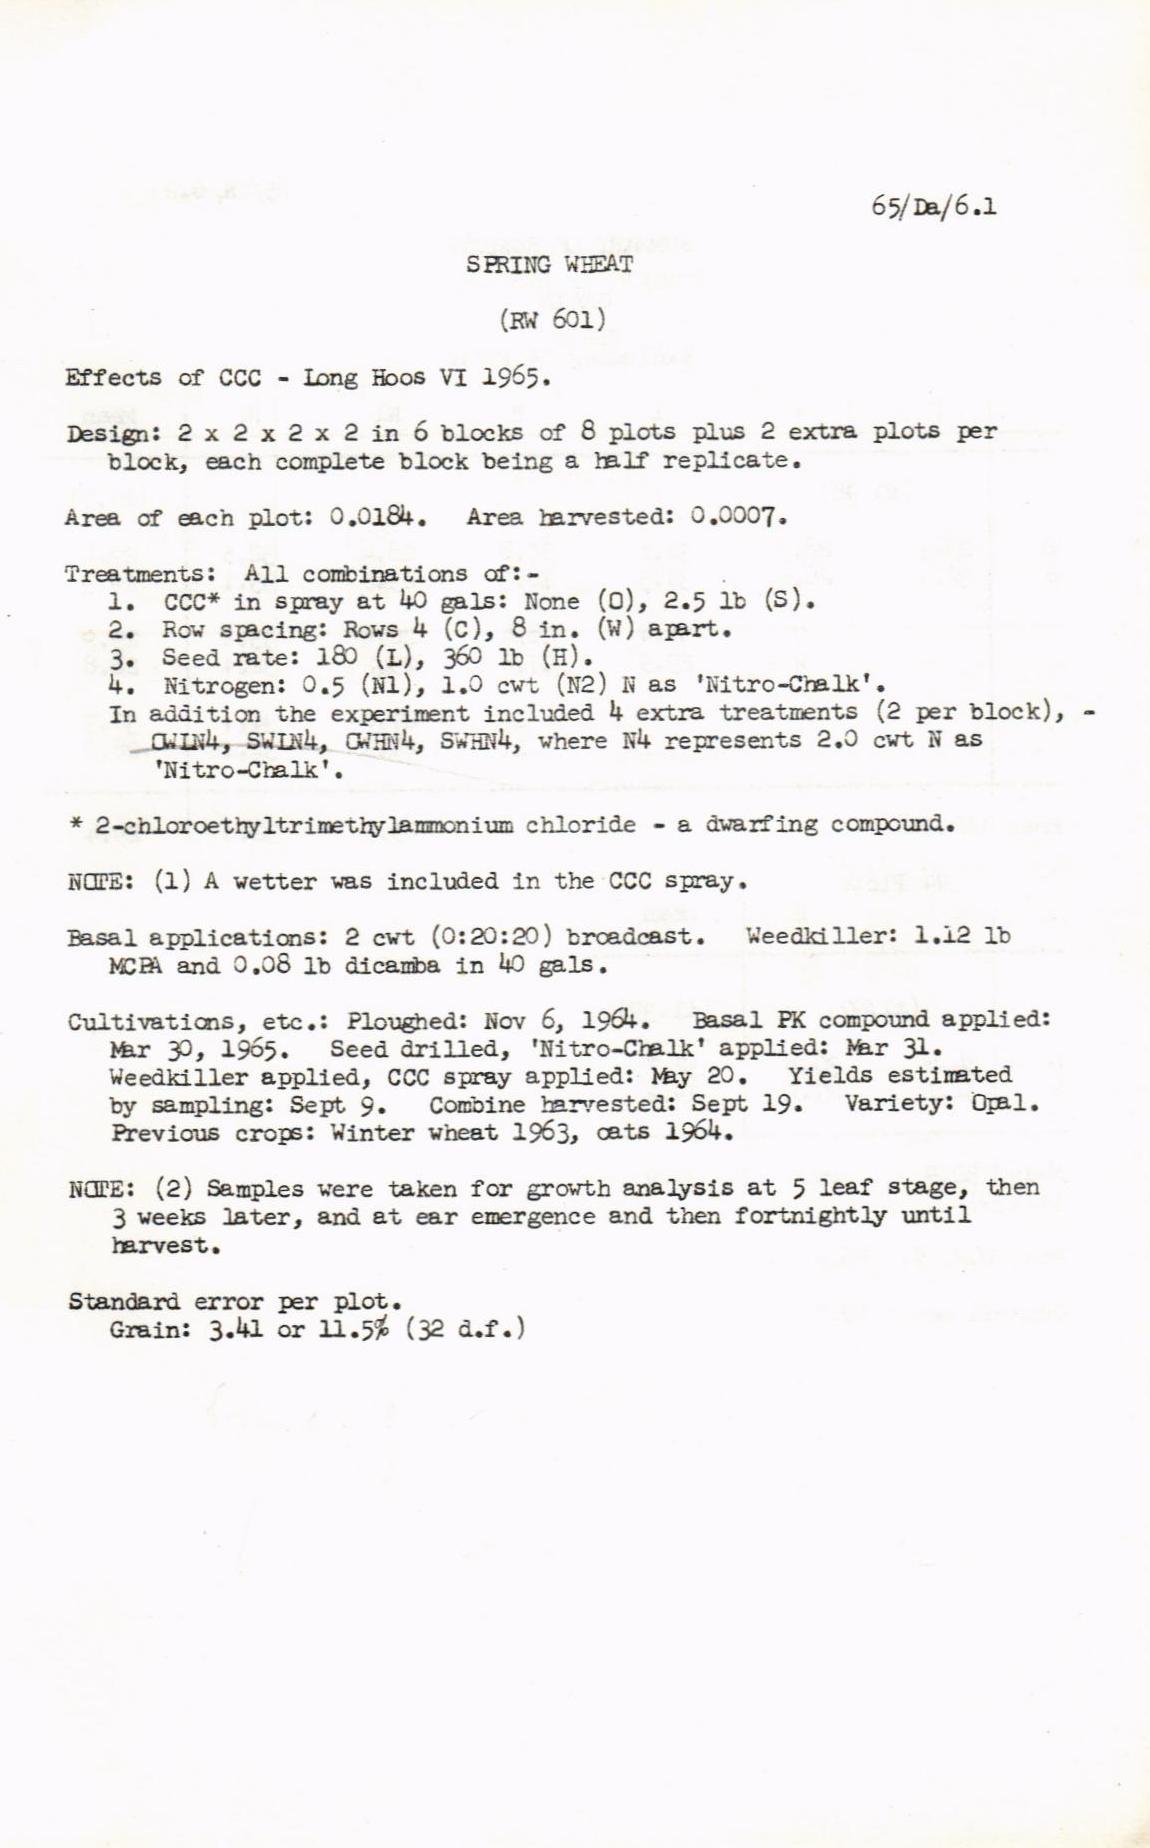 65/Da/6.1
SPRING WHEAT
(RW 601)
Effects of CCC - Long Hoos VI 1965.
Design: 2 x 2 x 2 x 2 in 6 blocks of 8 plots plus 2 extra plots per
block, each complete block being a half replicate.
Area of each plot: 0.0184. Area harvested: 0.0007.
Treatments: All combinations of:-
1. CCC* in spray at 40 gals: None (O), 2.5 lb (S).
2. Row spacing: Rows 4 (C), 8 in. (W) apart.
3. Seed rate: 180 (L), 360 lb (H).
4. Nitrogen: 0.5 (N1), 1.0 cwt (N2) N as 'Nitro-Chalk'.
In addition the experiment included 4 extra treatments (2 per block), -
OWLN4, SWLN4, OWHN4, SWHN4, where N4 represents 2.0 cwt N as
'Nitro-Chalk'.
* 2-chloroethyltrimethylammonium chloride - a dwarfing compound.
NOTE: (1) A wetter was included in the CCC spray.
Basal applications: 2 cwt (0:20:20) broadcast. Weedkiller: 1.12 lb
MCPA and 0.08 lb dicamba in 40 gals.
Cultivations, etc.: Ploughed: Nov 6, 1964. Basal PK compound applied:
Mar 30, 1965. Seed drilled, 'Nitro-Chalk' applied: Mar 31.
Weedkiller applied, CCC spray applied: May 20. Yields estimated
by sampling: Sept 9. Combine harvested: Sept 19. Variety: Opal.
Previous crops: Winter wheat 1963, oats 1964.
NOTE: (2) Samples were taken for growth analysis at 5 leaf stage, then
3 weeks later, and at ear emergence and then fortnightly until
harvest.
Standard error per plot.
Grain: 3.41 or 11.5% (32 d.f.)